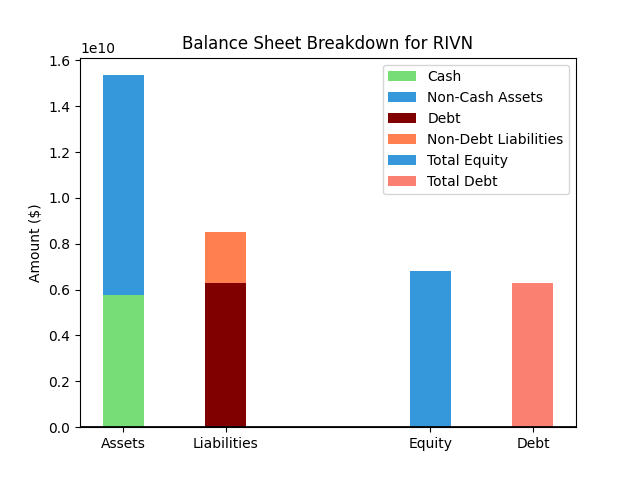 Balance Sheet Breakdown for RIVN
1e10
1.6
1.4
1.2
1.0
0.8
0.6
0.4
0.2
0.0
Amount ($)
Cash
Non-Cash Assets
Debt
Non-Debt Liabilities
Total Equity
Total Debt
Assets
Liabilities
Equity
Debt